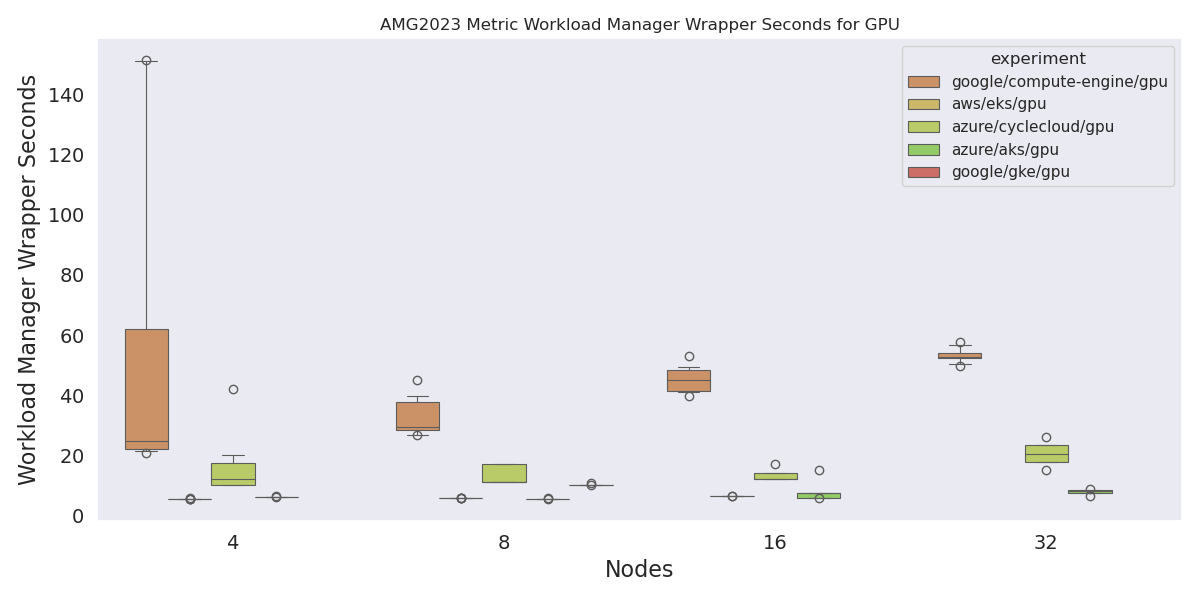 AMG2023 Metric Workload Manager Wrapper Seconds for GPU
Workload Manager Wrapper Seconds
140
120
100
80
60
40
20
0
4
8
16
32
Nodes
experiment
google/compute-engine/gpu
aws/eks/gpu
azure/cyclecloud/gpu
azure/aks/gpu
google/gke/gpu